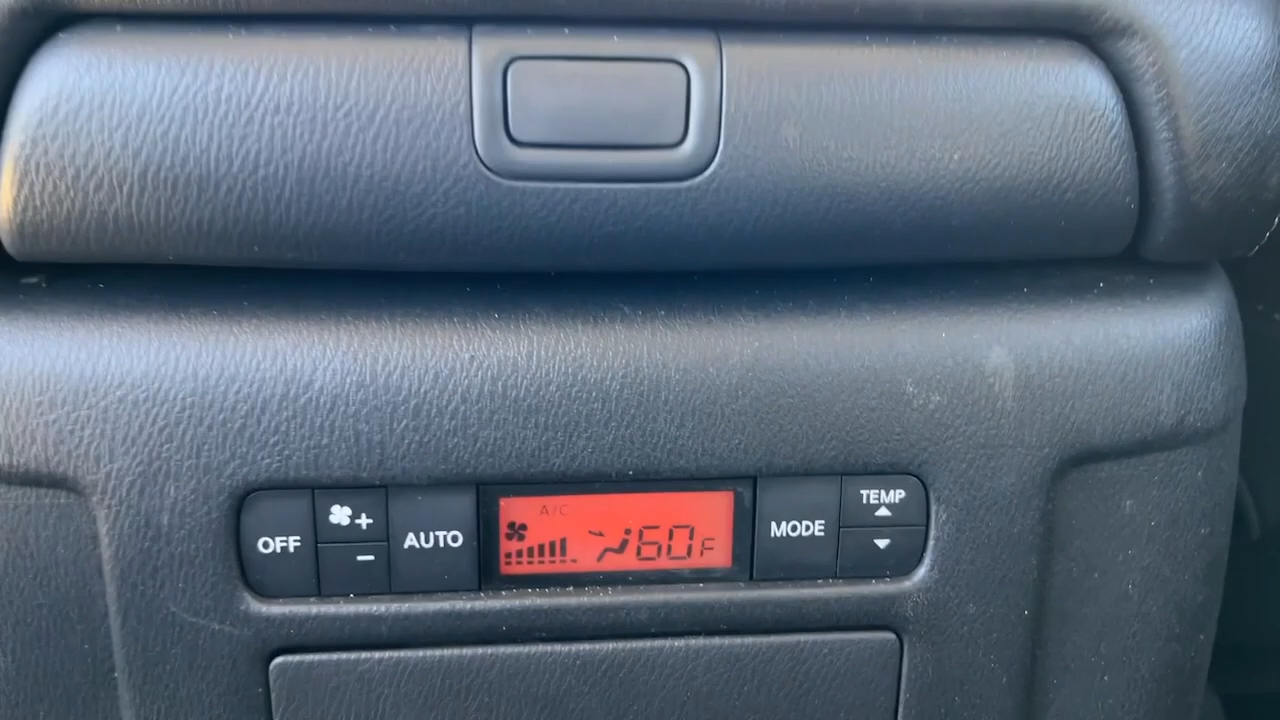 OFF
+
-
AUTO
A/C
60F
MODE
TEMP